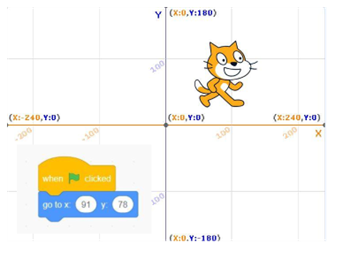 Y (X:0,Y:180)
100
(X:-240,Y:0) (X:0,Y:0) (X:240,Y:0)
-200 -100 100 200 X
when clicked
go to x: 91 y: 78
-100
(X:0,Y:-180)